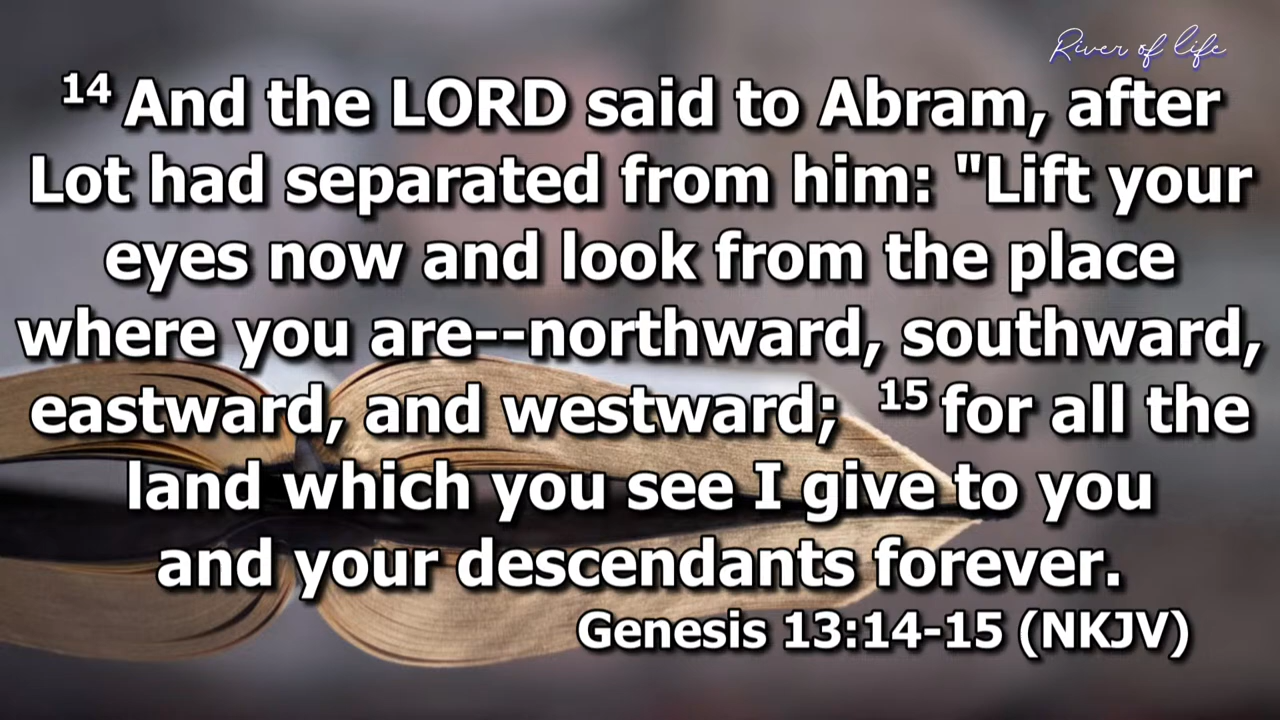 River of life
14 And the LORD said to Abram, after
Lot had separated from him: "Lift your
eyes now and look from the place
where you are--northward, southward,
eastward, and westward; 15 for all the
land which you see I give to you
and your descendants forever.
Genesis 13:14-15 (NKJV)